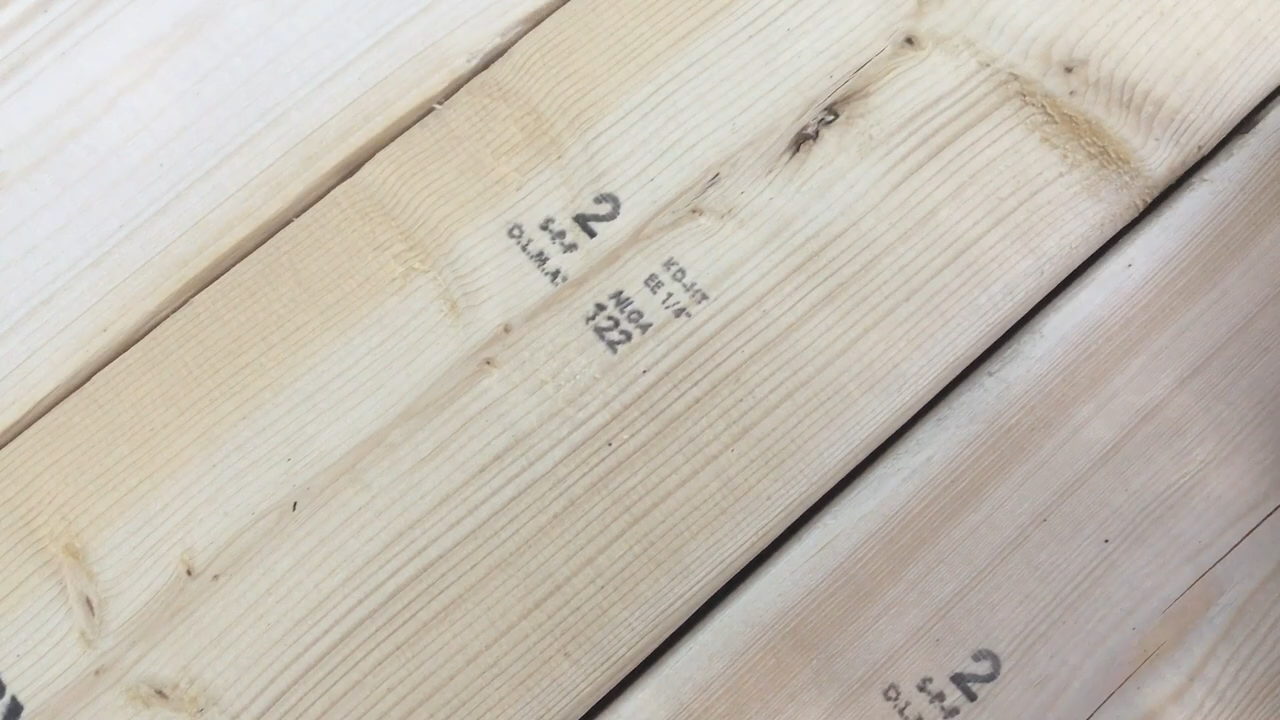 2
S-P-F
D.L.M.A.
KD-HT
EE 1/4"
NLGA
122
2
S-P-F